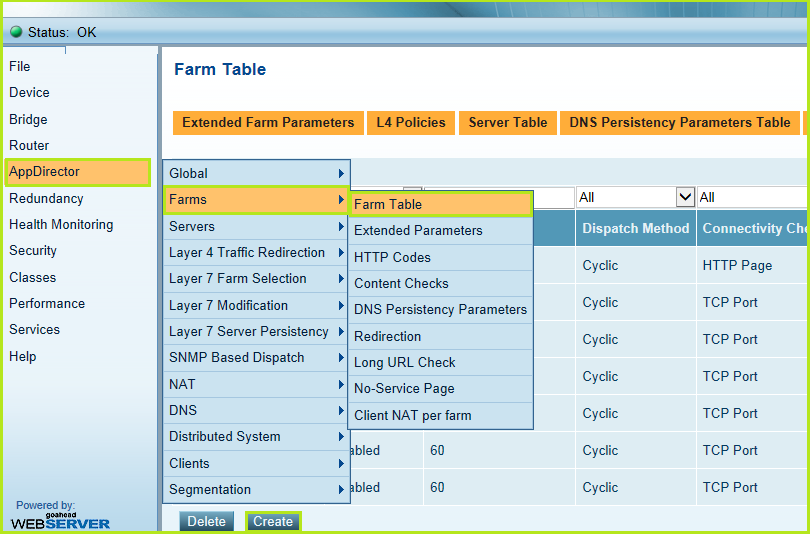 Status: OK
File
Device
Bridge
Router
AppDirector
Redundancy
Health Monitoring
Security
Classes
Performance
Services
Help
Powered by:
goahead
WEBSERVER
Farm Table
Extended Farm Parameters L4 Policies Server Table DNS Persistency Parameters Table
Global
Farms
Servers
Layer 4 Traffic Redirection
Layer 7 Farm Selection
Layer 7 Modification
Layer 7 Server Persistency
SNMP Based Dispatch
NAT
DNS
Distributed System
Clients
Segmentation
Farm Table
Extended Parameters
HTTP Codes
Content Checks
DNS Persistency Parameters
Redirection
Long URL Check
No-Service Page
Client NAT per farm
All All
Dispatch Method Connectivity Che
Cyclic HTTP Page
Cyclic TCP Port
Cyclic TCP Port
Cyclic TCP Port
Cyclic TCP Port
abled 60 Cyclic TCP Port
abled 60 Cyclic TCP Port
Delete Create